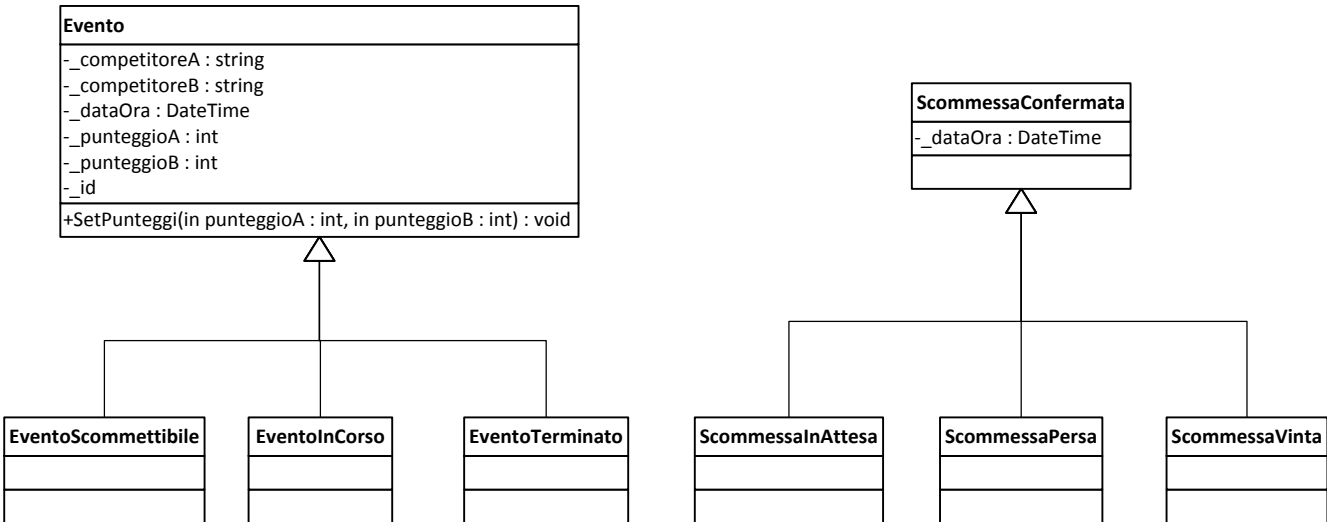 Evento
-_competitoreA : string
-_competitoreB : string
-_dataOra : DateTime
-_punteggioA : int
-_punteggioB : int
-_id
+SetPunteggi(in punteggioA : int, in punteggioB : int) : void
ScommessaConfermata
-_dataOra : DateTime
EventoScommettibile
EventoInCorso
EventoTerminato
ScommessaInAttesa
ScommessaPersa
ScommessaVinta